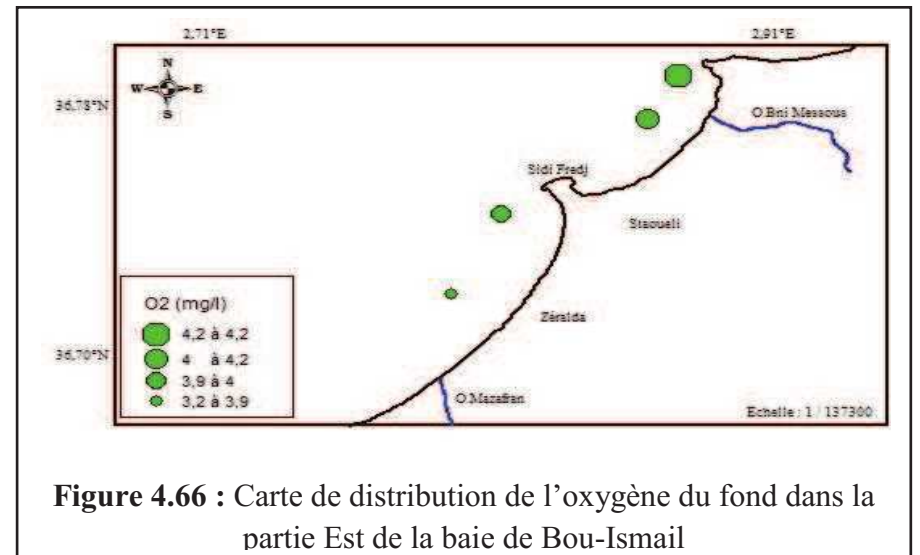 2,71°E 2,91°E
N
W E
S
36,78°N
O.Bni Messous
Sidi Fredj
Staoueli
O2 (mg/l)
4,2 à 4,2
4 à 4,2
3,9 à 4
3,2 à 3,9
Zéralda
36,70°N
O.Mazafran
Echelle : 1 / 137300
Figure 4.66 : Carte de distribution de l’oxygène du fond dans la
partie Est de la baie de Bou-Ismail